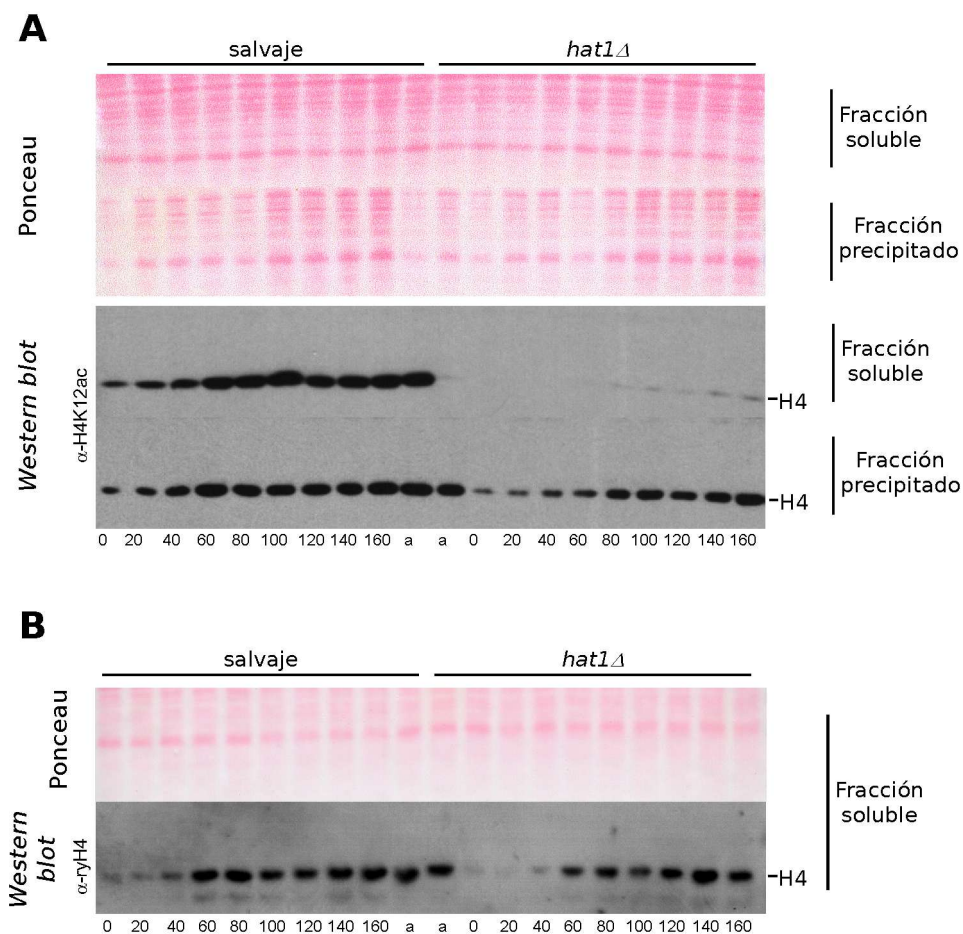 A
salvaje hat1Δ
Ponceau
Fracción
soluble
Fracción
precipitado
Western blot
α-H4K12ac
Fracción
soluble
H4
Fracción
precipitado
H4
0 20 40 60 80 100 120 140 160 a a 0 20 40 60 80 100 120 140 160
B
salvaje hat1Δ
Ponceau
Fracción
soluble
Western
blot
α-ryH4
H4
0 20 40 60 80 100 120 140 160 a a 0 20 40 60 80 100 120 140 160